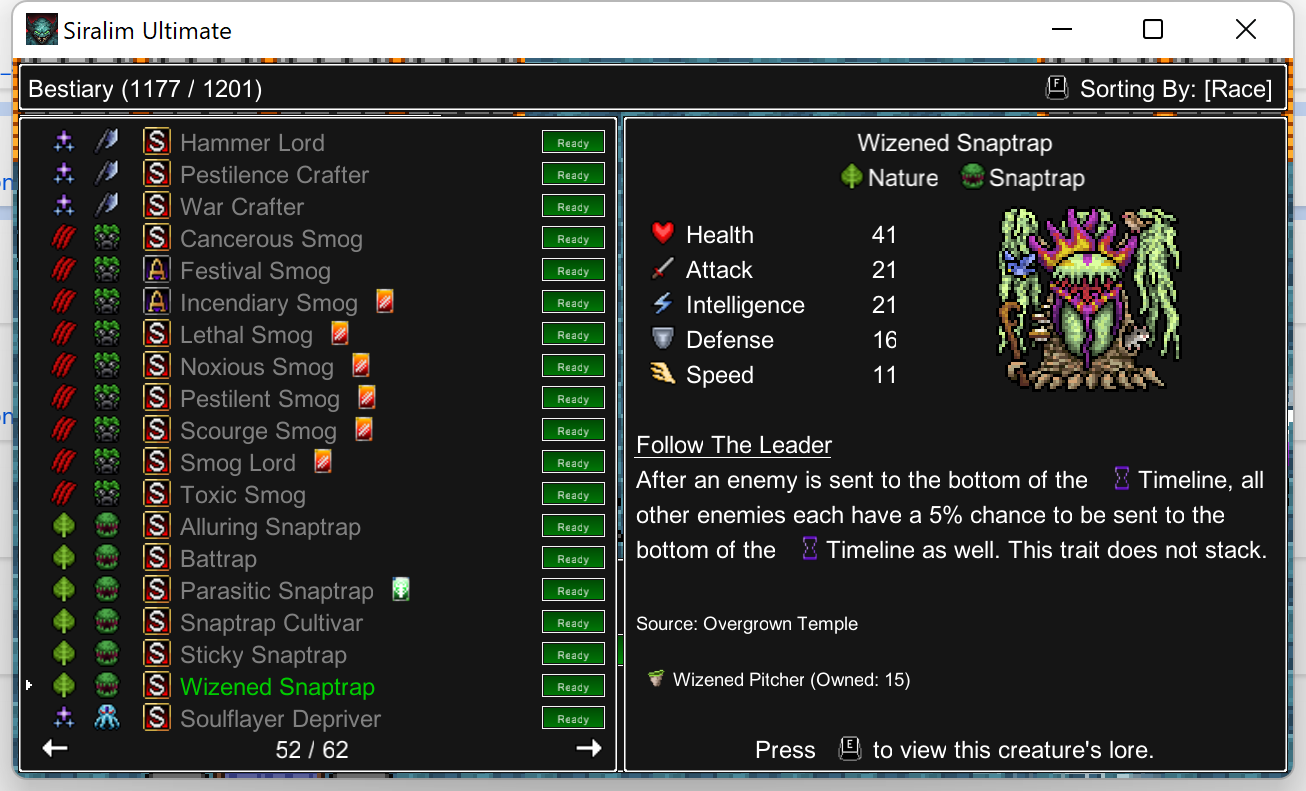 Siralim Ultimate
Bestiary (1177 / 1201)
F Sorting By: [Race]
S Hammer Lord Ready
S Pestilence Crafter Ready
S War Crafter Ready
S Cancerous Smog Ready
A Festival Smog Ready
A Incendiary Smog Ready
S Lethal Smog Ready
S Noxious Smog Ready
S Pestilent Smog Ready
S Scourge Smog Ready
S Smog Lord Ready
S Toxic Smog Ready
S Alluring Snaptrap Ready
S Battrap Ready
S Parasitic Snaptrap Ready
S Snaptrap Cultivar Ready
S Sticky Snaptrap Ready
S Wizened Snaptrap Ready
S Soulflayer Depriver Ready
52 / 62
Wizened Snaptrap
Nature Snaptrap
Health 41
Attack 21
Intelligence 21
Defense 16
Speed 11
Follow The Leader
After an enemy is sent to the bottom of the Timeline, all
other enemies each have a 5% chance to be sent to the
bottom of the Timeline as well. This trait does not stack.
Source: Overgrown Temple
Wizened Pitcher (Owned: 15)
Press E to view this creature's lore.